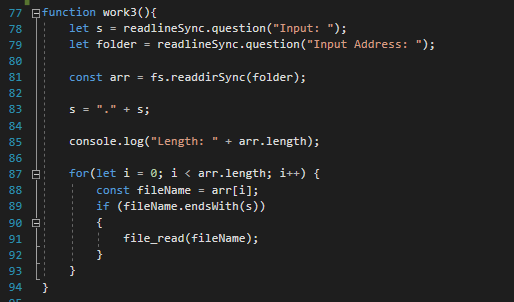 77 function work3(){
78 let s = readlineSync.question("Input: ");
79 let folder = readlineSync.question("Input Address: ");
80
81 const arr = fs.readdirSync(folder);
82
83 s = "." + s;
84
85 console.log("Length: " + arr.length);
86
87 for(let i = 0; i < arr.length; i++) {
88 const fileName = arr[i];
89 if (fileName.endsWith(s))
90 {
91 file_read(fileName);
92 }
93 }
94 }